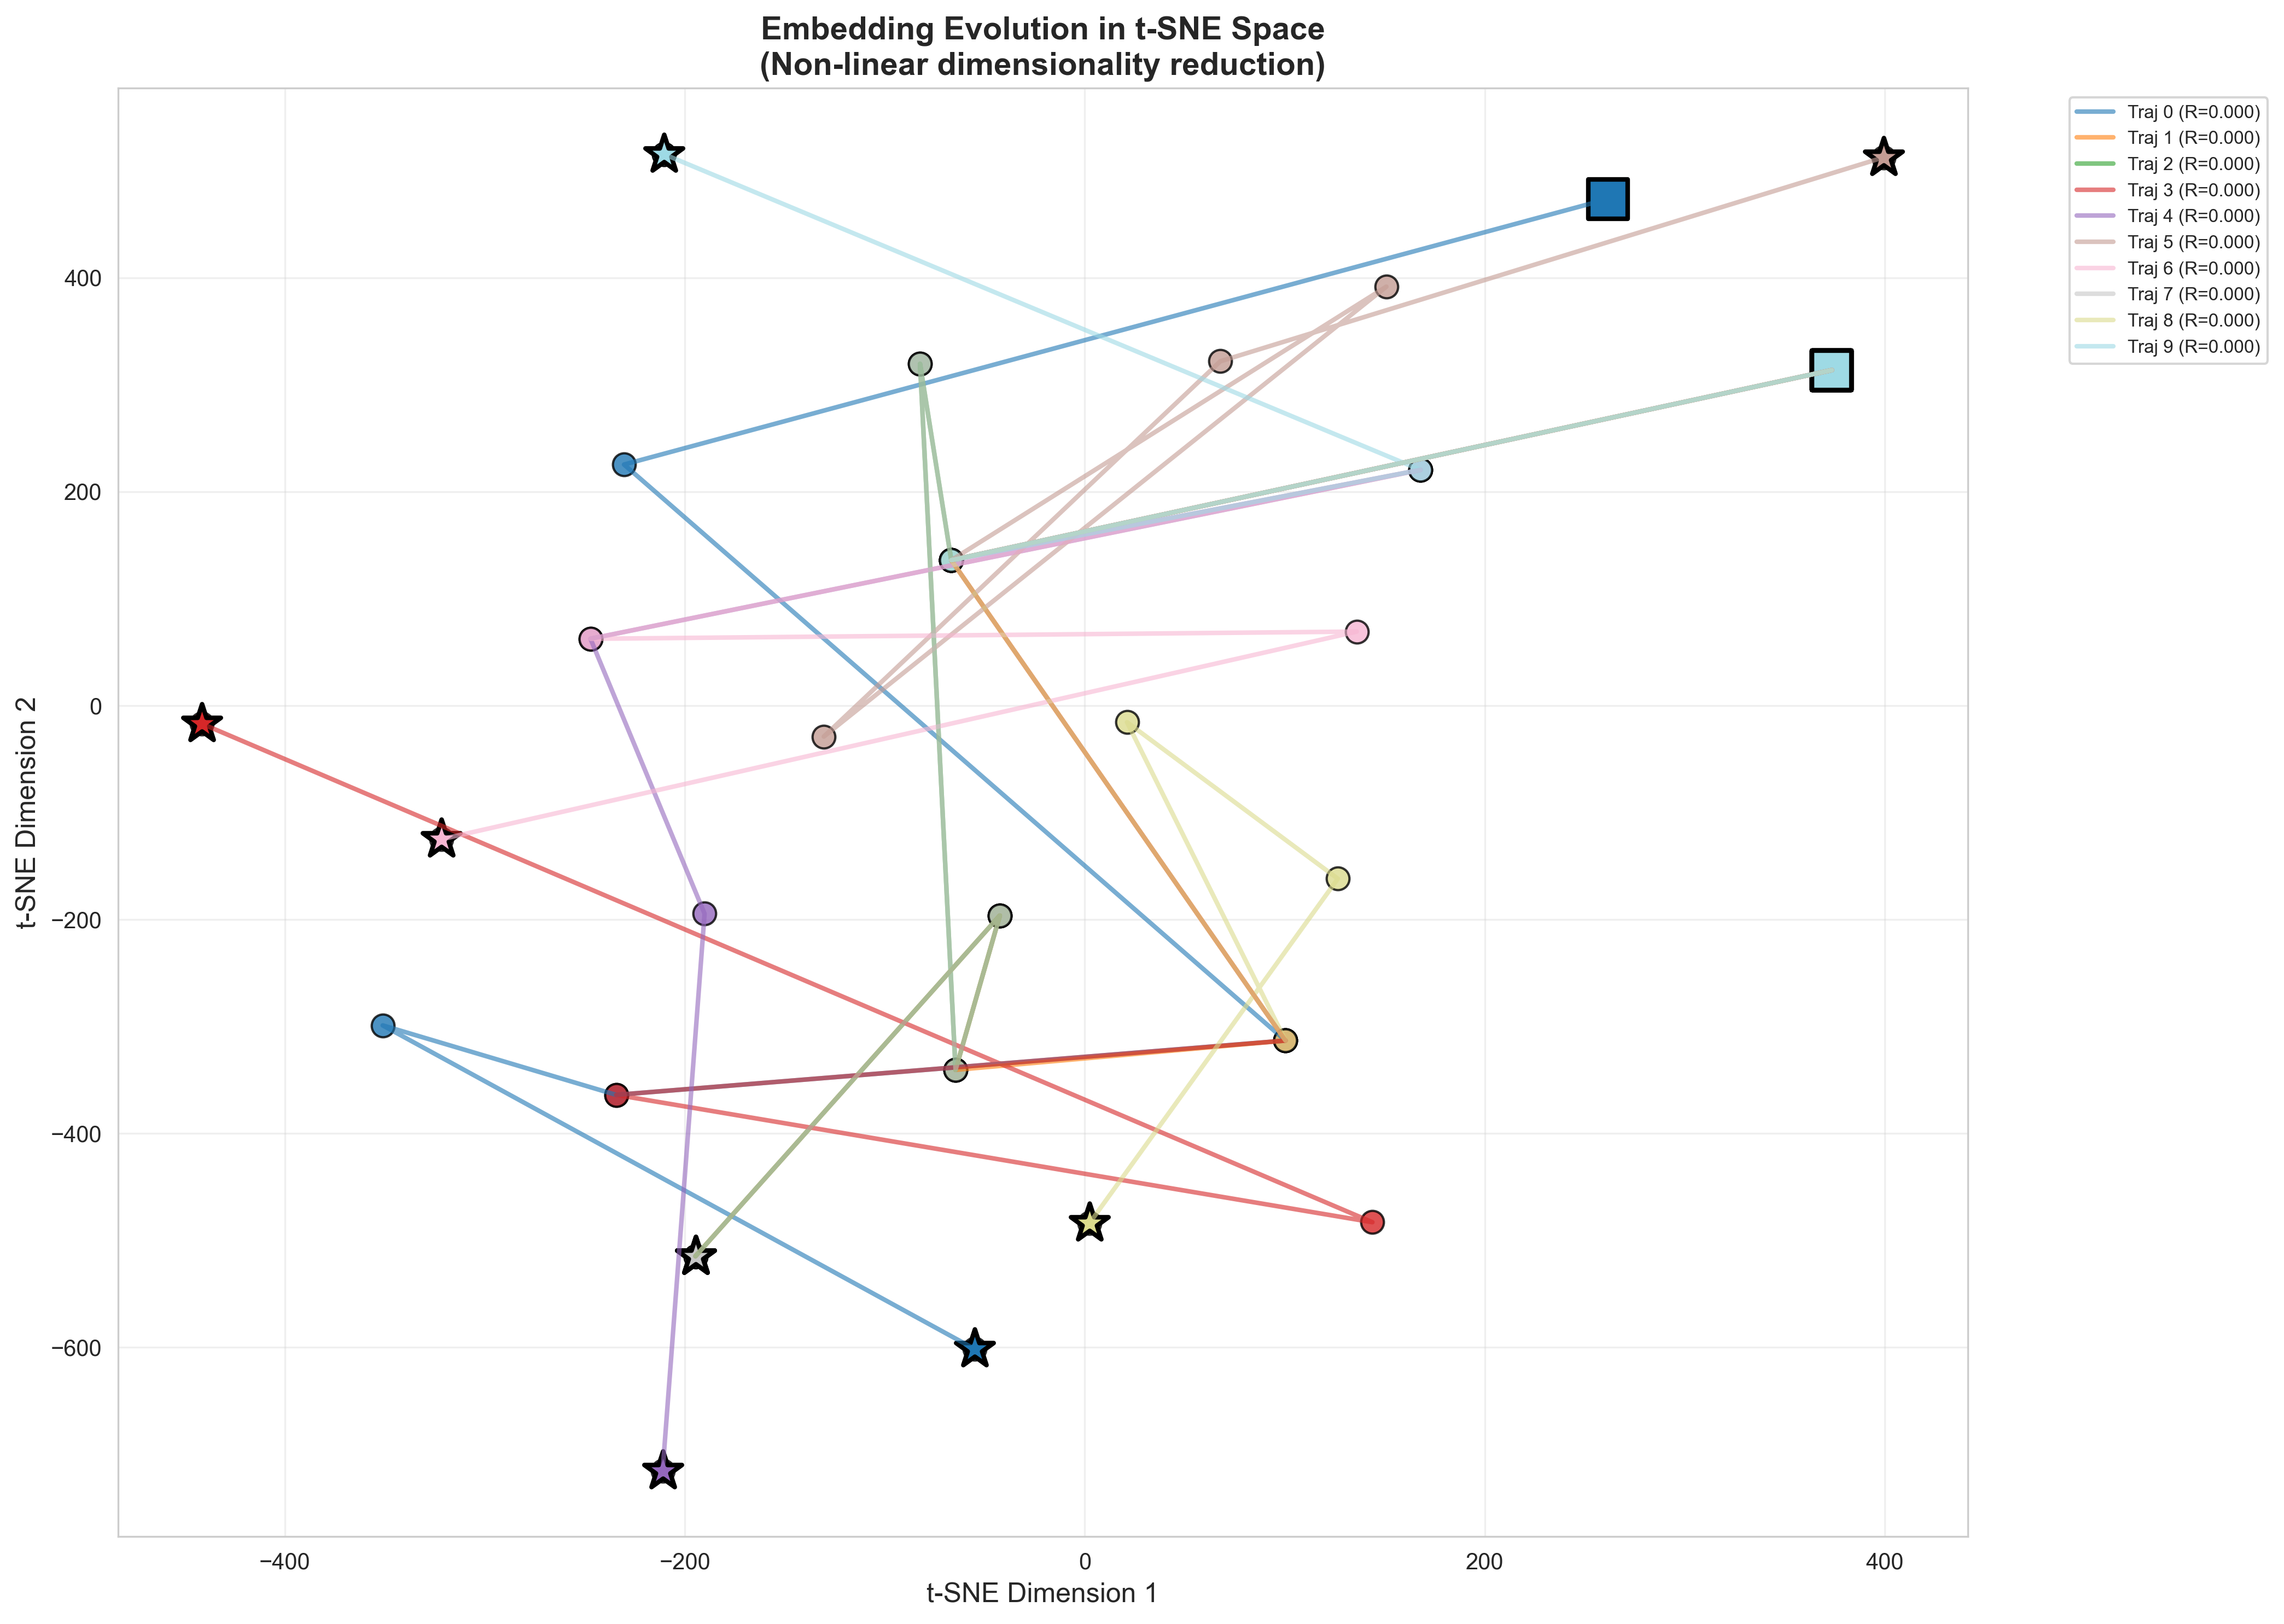 Embedding Evolution in t-SNE Space
(Non-linear dimensionality reduction)
Traj 0 (R=0.000)
Traj 1 (R=0.000)
Traj 2 (R=0.000)
Traj 3 (R=0.000)
Traj 4 (R=0.000)
Traj 5 (R=0.000)
Traj 6 (R=0.000)
Traj 7 (R=0.000)
Traj 8 (R=0.000)
Traj 9 (R=0.000)
t-SNE Dimension 2
400
200
0
−200
−400
−600
−400 −200 0 200 400
t-SNE Dimension 1